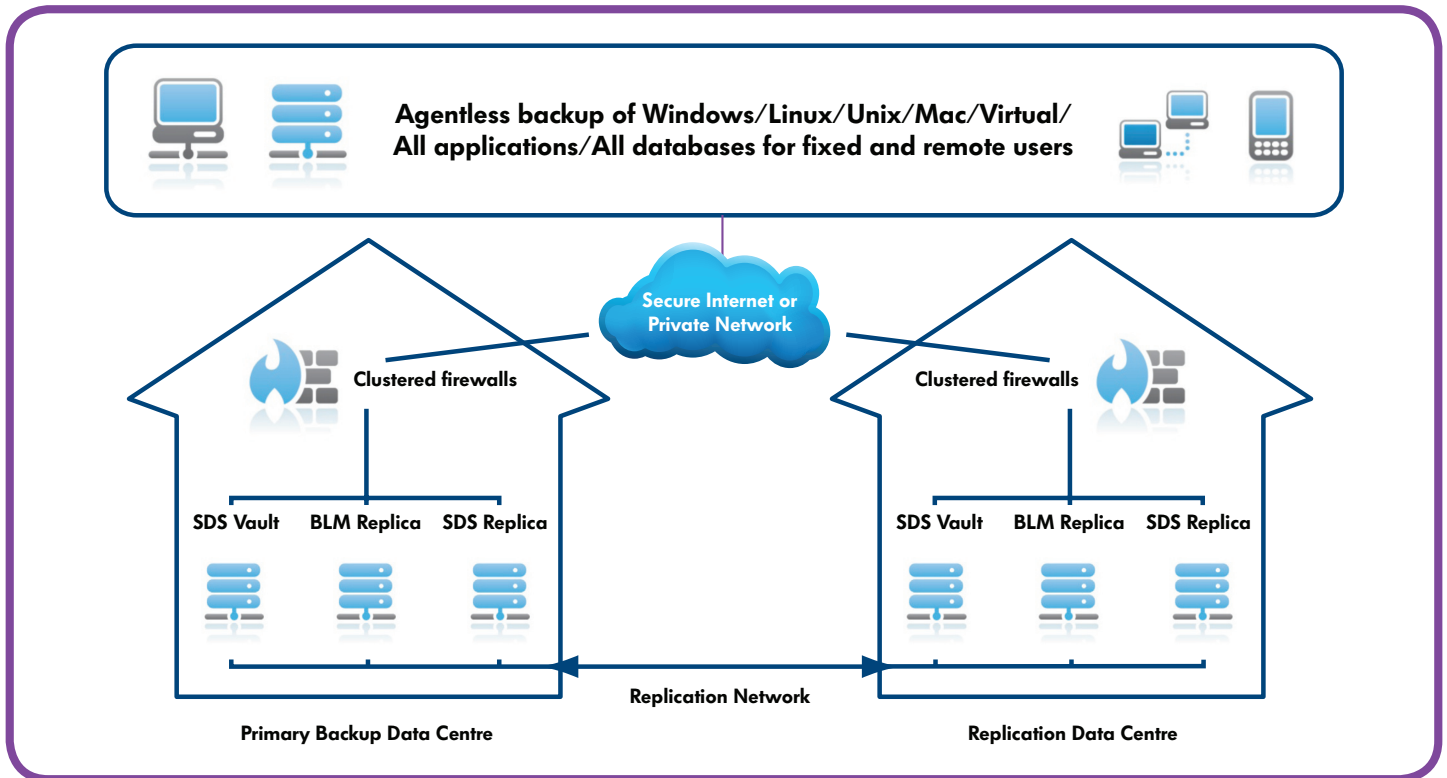 Agentless backup of Windows/Linux/Unix/Mac/Virtual/
All applications/All databases for fixed and remote users
Secure Internet or
Private Network
Clustered firewalls
Clustered firewalls
SDS Vault
BLM Replica
SDS Replica
SDS Vault
BLM Replica
SDS Replica
Replication Network
Primary Backup Data Centre
Replication Data Centre